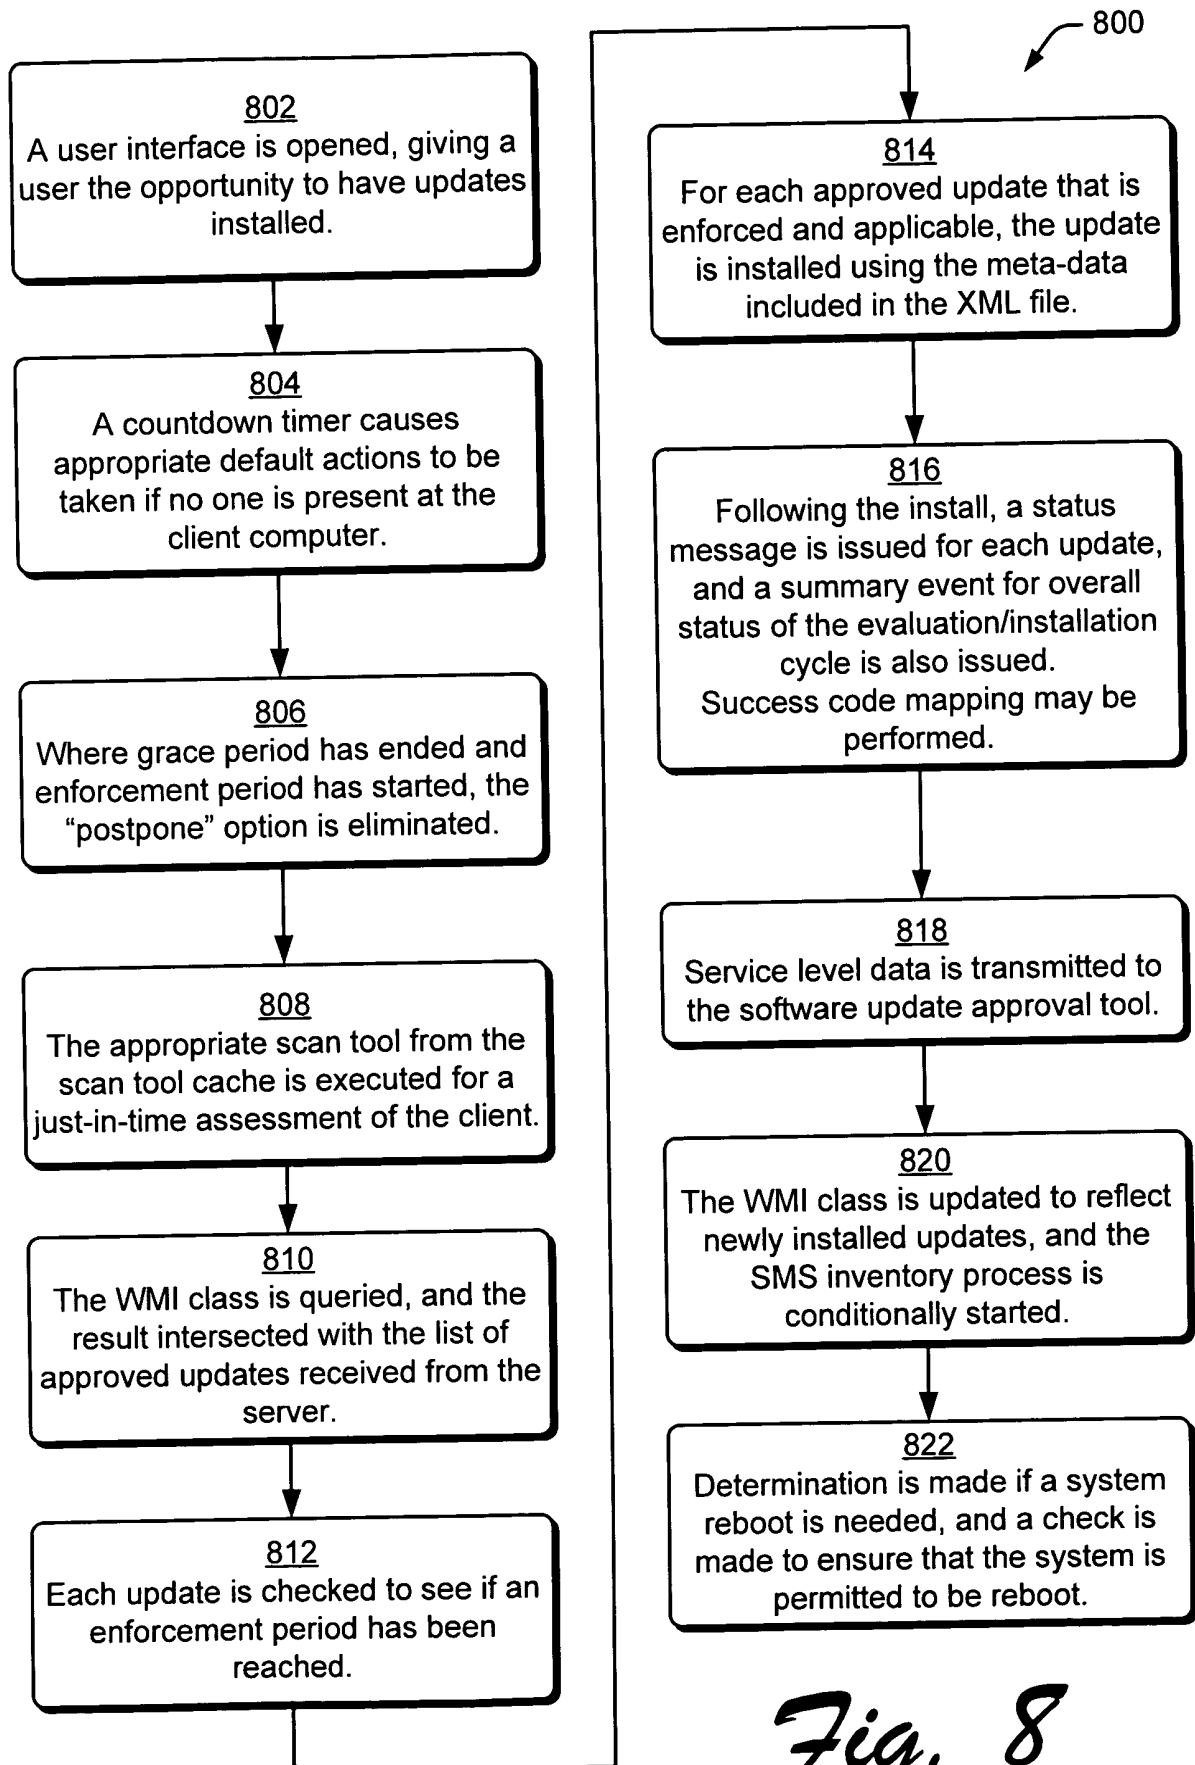 802
A user interface is opened, giving a
user the opportunity to have updates
installed.
804
A countdown timer causes
appropriate default actions to be
taken if no one is present at the
client computer.
806
Where grace period has ended and
enforcement period has started, the
“postpone” option is eliminated.
808
The appropriate scan tool from the
scan tool cache is executed for a
just-in-time assessment of the client.
810
The WMI class is queried, and the
result intersected with the list of
approved updates received from the
server.
812
Each update is checked to see if an
enforcement period has been
reached.
800
814
For each approved update that is
enforced and applicable, the update
is installed using the meta-data
included in the XML file.
816
Following the install, a status
message is issued for each update,
and a summary event for overall
status of the evaluation/installation
cycle is also issued.
Success code mapping may be
performed.
818
Service level data is transmitted to
the software update approval tool.
820
The WMI class is updated to reflect
newly installed updates, and the
SMS inventory process is
conditionally started.
822
Determination is made if a system
reboot is needed, and a check is
made to ensure that the system is
permitted to be reboot.
Fig. 8